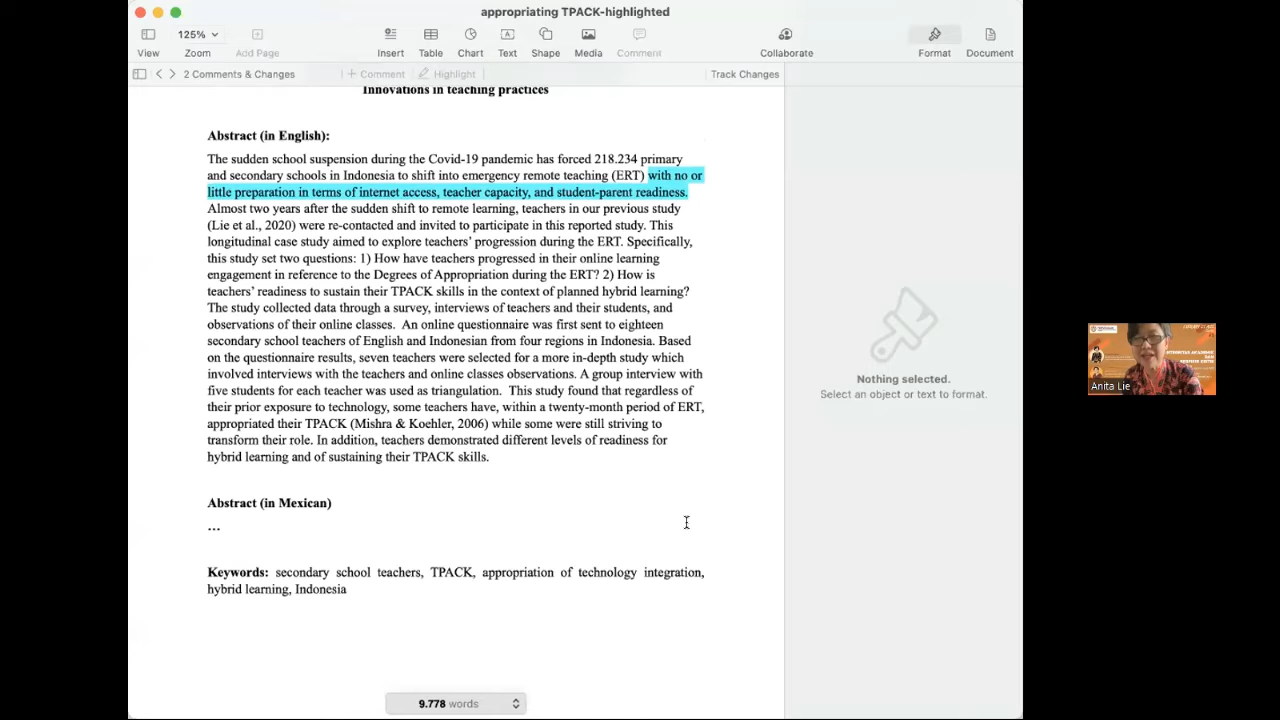 appropriating TPACK-highlighted
125%
View
Zoom
Add Page
Insert
Table
Chart
Text
Shape
Media
Comment
Collaborate
Format
Document
2 Comments & Changes
+ Comment
Highlight
Track Changes
Innovations in teaching practices
Abstract (in English):
The sudden school suspension during the Covid-19 pandemic has forced 218.234 primary
and secondary schools in Indonesia to shift into emergency remote teaching (ERT) with no or
little preparation in terms of internet access, teacher capacity, and student-parent readiness.
Almost two years after the sudden shift to remote learning, teachers in our previous study
(Lie et al., 2020) were re-contacted and invited to participate in this reported study. This
longitudinal case study aimed to explore teachers' progression during the ERT. Specifically,
this study set two questions: 1) How have teachers progressed in their online learning
engagement in reference to the Degrees of Appropriation during the ERT? 2) How is
teachers' readiness to sustain their TPACK skills in the context of planned hybrid learning?
The study collected data through a survey, interviews of teachers and their students, and
observations of their online classes. An online questionnaire was first sent to eighteen
secondary school teachers of English and Indonesian from four regions in Indonesia. Based
on the questionnaire results, seven teachers were selected for a more in-depth study which
involved interviews with the teachers and online classes observations. A group interview with
five students for each teacher was used as triangulation. This study found that regardless of
their prior exposure to technology, some teachers have, within a twenty-month period of ERT,
appropriated their TPACK (Mishra & Koehler, 2006) while some were still striving to
transform their role. In addition, teachers demonstrated different levels of readiness for
hybrid learning and of sustaining their TPACK skills.
Abstract (in Mexican)
...
Keywords: secondary school teachers, TPACK, appropriation of technology integration,
hybrid learning, Indonesia
9.778 words
Nothing selected.
Select an object or text to format.
Anita Lie